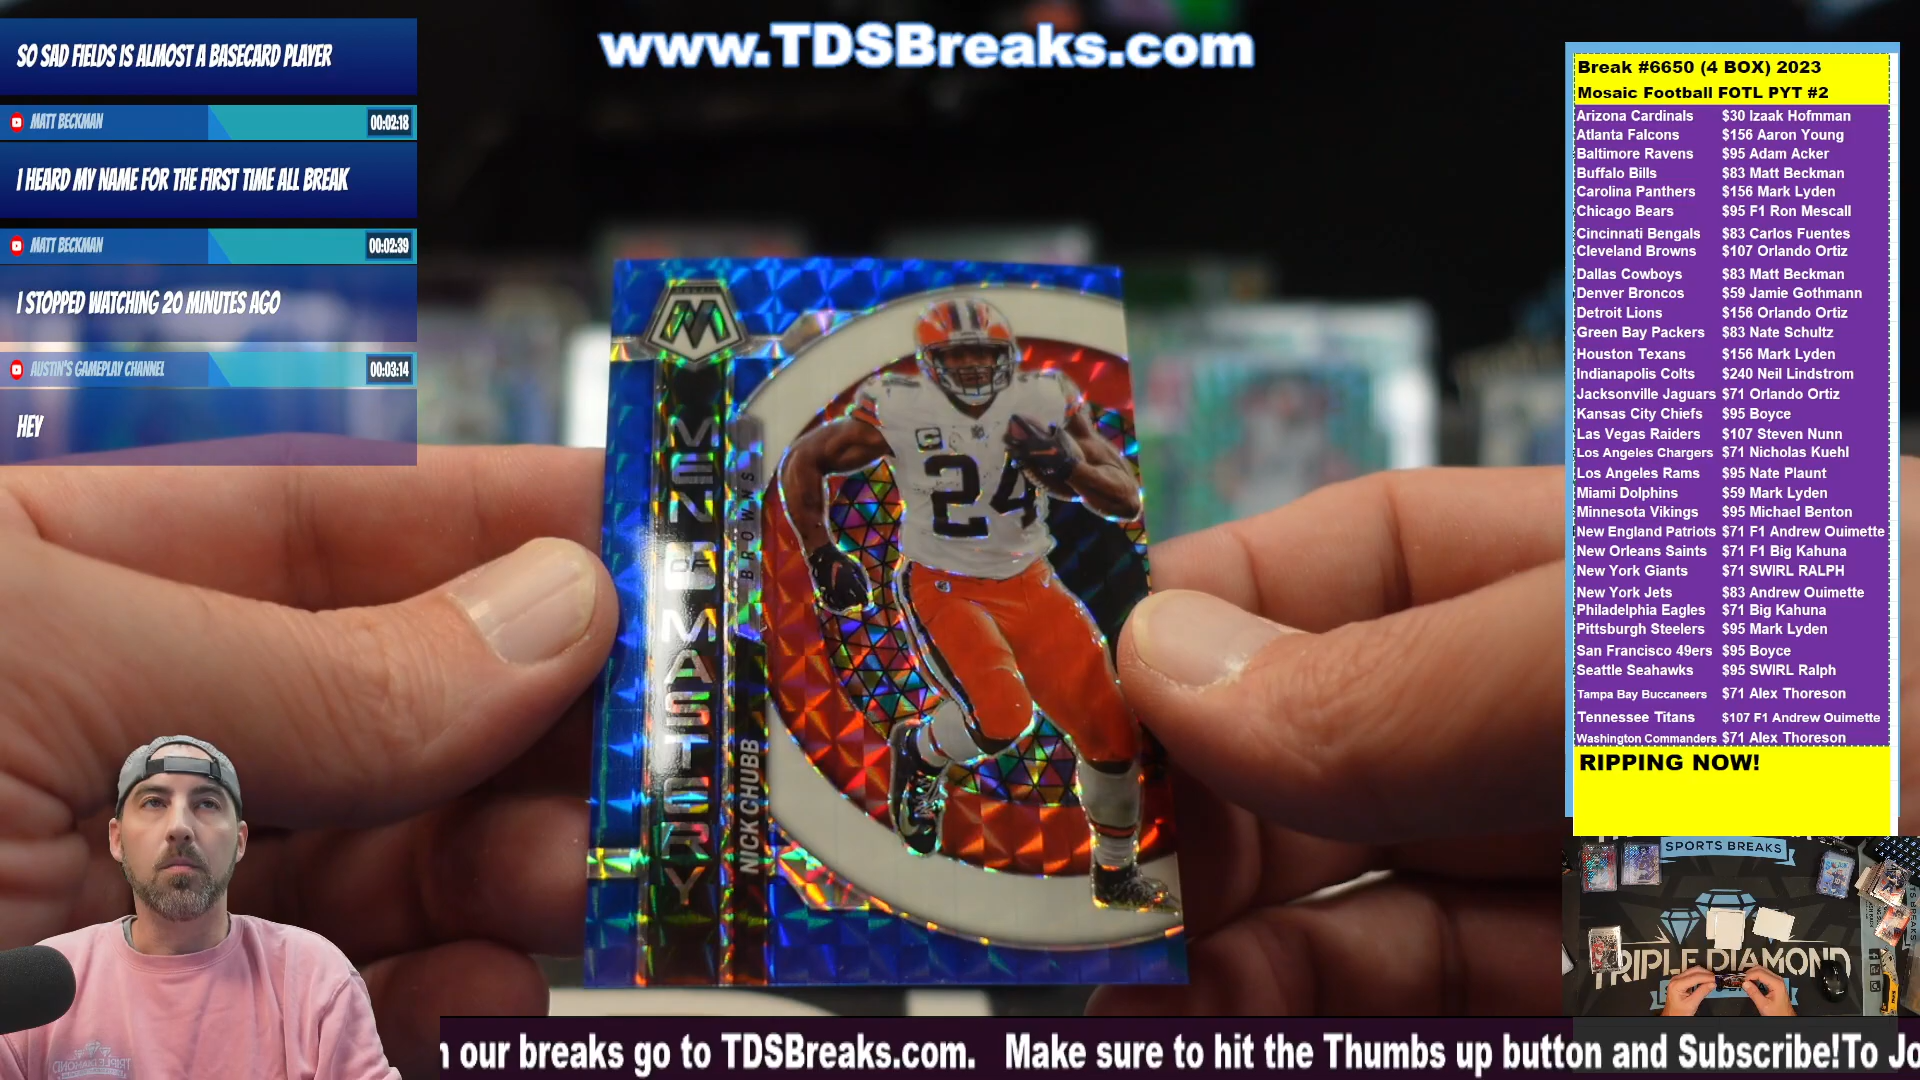 SO SAD FIELDS IS ALMOST A BASECARD PLAYER
MATT BECKMAN 00:02:18
I HEARD MY NAME FOR THE FIRST TIME ALL BREAK
MATT BECKMAN 00:02:39
I STOPPED WATCHING 20 MINUTES AGO
AUSTIN'S GAMEPLAY CHANNEL 00:03:14
HEY
www.TDSBreaks.com
MOSAIC
M
MEN OF MASTERY
BROWNS
NICK CHUBB
C
24
Break #6650 (4 BOX) 2023
Mosaic Football FOTL PYT #2
Arizona Cardinals $30 Izaak Hofmman
Atlanta Falcons $156 Aaron Young
Baltimore Ravens $95 Adam Acker
Buffalo Bills $83 Matt Beckman
Carolina Panthers $156 Mark Lyden
Chicago Bears $95 F1 Ron Mescall
Cincinnati Bengals $83 Carlos Fuentes
Cleveland Browns $107 Orlando Ortiz
Dallas Cowboys $83 Matt Beckman
Denver Broncos $59 Jamie Gothmann
Detroit Lions $156 Orlando Ortiz
Green Bay Packers $83 Nate Schultz
Houston Texans $156 Mark Lyden
Indianapolis Colts $240 Neil Lindstrom
Jacksonville Jaguars $71 Orlando Ortiz
Kansas City Chiefs $95 Boyce
Las Vegas Raiders $107 Steven Nunn
Los Angeles Chargers $71 Nicholas Kuehl
Los Angeles Rams $95 Nate Plaunt
Miami Dolphins $59 Mark Lyden
Minnesota Vikings $95 Michael Benton
New England Patriots $71 F1 Andrew Ouimette
New Orleans Saints $71 F1 Big Kahuna
New York Giants $71 SWIRL RALPH
New York Jets $83 Andrew Ouimette
Philadelphia Eagles $71 Big Kahuna
Pittsburgh Steelers $95 Mark Lyden
San Francisco 49ers $95 Boyce
Seattle Seahawks $95 SWIRL Ralph
Tampa Bay Buccaneers $71 Alex Thoreson
Tennessee Titans $107 F1 Andrew Ouimette
Washington Commanders $71 Alex Thoreson
RIPPING NOW!
SPORTS BREAKS
TRIPLE DIAMOND
n our breaks go to TDSBreaks.com. Make sure to hit the Thumbs up button and Subscribe!To Jo